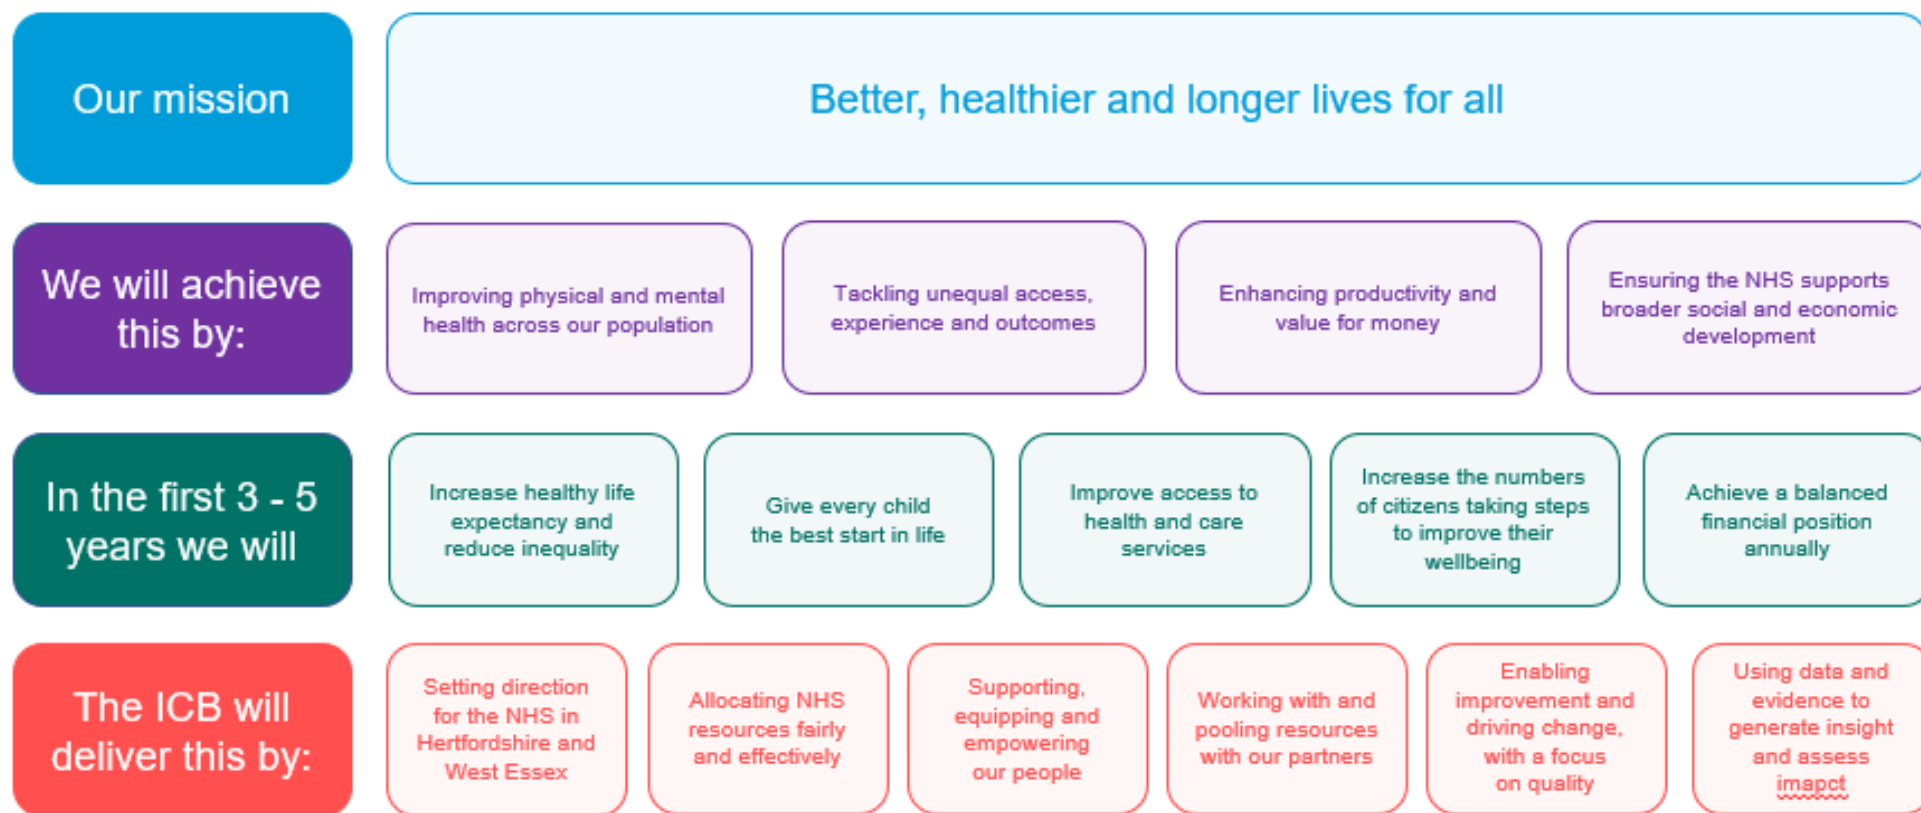 Our mission
Better, healthier and longer lives for all
We will achieve
this by:
Improving physical and mental
health across our population
Tackling unequal access,
experience and outcomes
Enhancing productivity and
value for money
Ensuring the NHS supports
broader social and economic
development
In the first 3 - 5
years we will
Increase healthy life
expectancy and
reduce inequality
Give every child
the best start in life
Improve access to
health and care
services
Increase the numbers
of citizens taking steps
to improve their
wellbeing
Achieve a balanced
financial position
annually
The ICB will
deliver this by:
Setting direction
for the NHS in
Hertfordshire and
West Essex
Allocating NHS
resources fairly
and effectively
Supporting,
equipping and
empowering
our people
Working with and
pooling resources
with our partners
Enabling
improvement and
driving change,
with a focus
on quality
Using data and
evidence to
generate insight
and assess
imapct